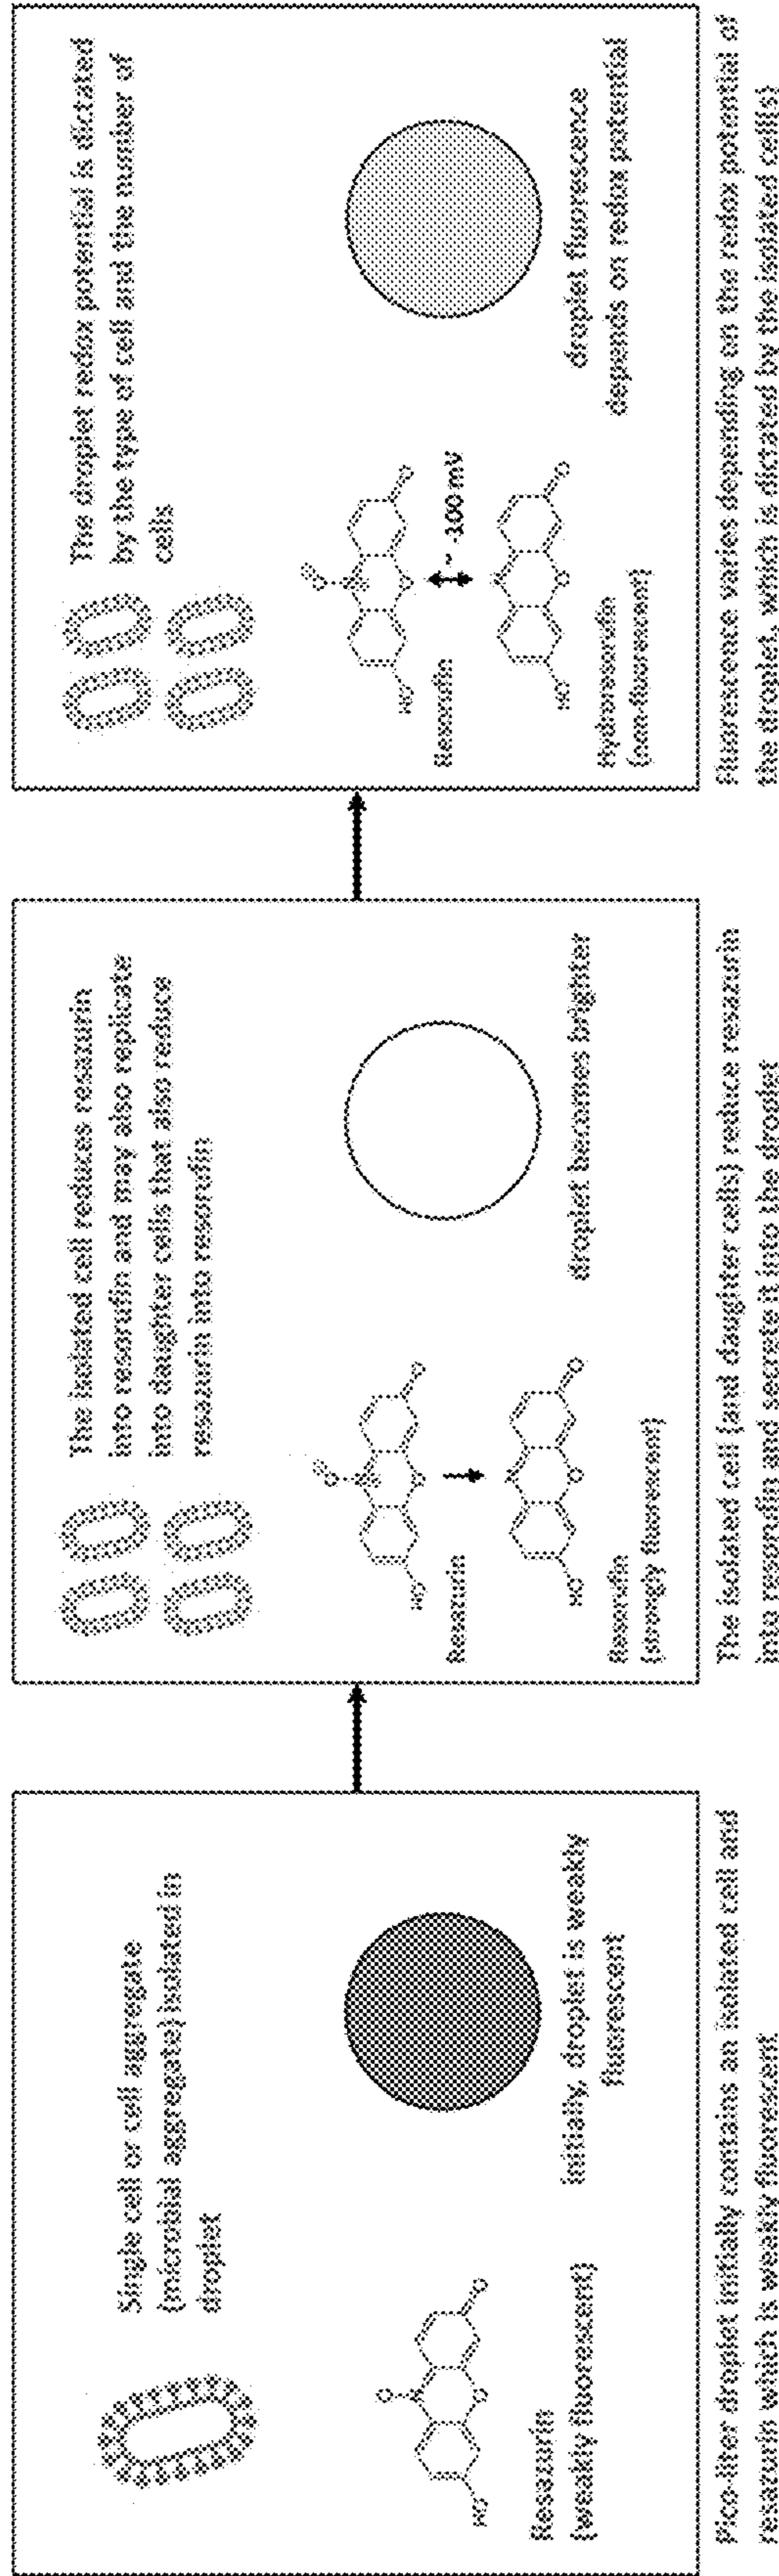 Single cell or cell aggregate
(microbial aggregate) isolated in
droplet
HO
O
N
O
O
Resazurin
(weakly fluorescent)
initially, droplet is weakly
fluorescent
Pico-liter droplet initially contains an isolated cell and
resazurin which is weakly fluorescent
The isolated cell reduces resazurin
into resorufin and may also replicate
into daughter cells that also reduce
resazurin into resorufin
HO
O
O
Resazurin
HO
N
O
O
Resorufin
(strongly fluorescent)
droplet becomes brighter
The isolated cell (and daughter cells) reduce resazurin
into resorufin and secrete it into the droplet
The droplet redox potential is dictated
by the type of cell and the number of
cells
HO
O
O
Resorufin
~ -100 mV
HO
N
O
O
Hydroresorufin
(non-fluorescent)
droplet fluorescence
depends on redox potential
Fluorescence varies depending on the redox potential of
the droplet, which is dictated by the isolated cell(s)